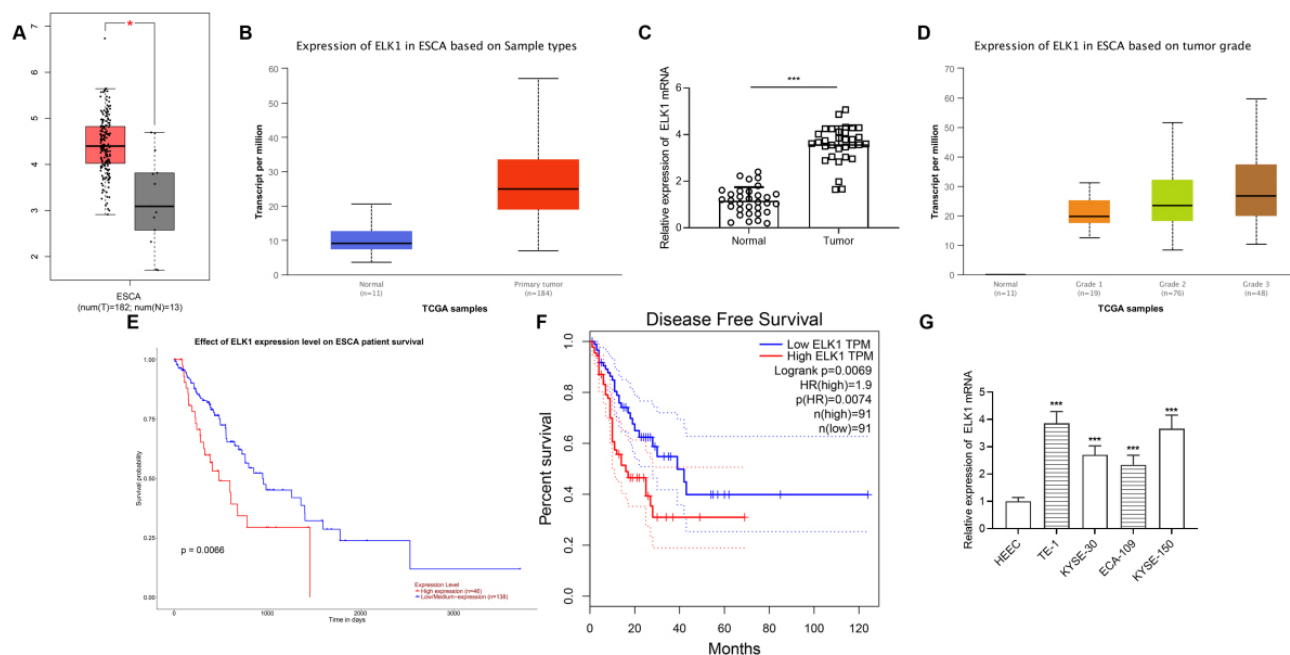 A
*
7
6
5
4
3
2
ESCA
(num(T)=182; num(N)=13)
B
Expression of ELK1 in ESCA based on Sample types
Transcript per million
60
50
40
30
20
10
0
Normal
(n=11)
Primary tumor
(n=184)
TCGA samples
C
Relative expression of ELK1 mRNA
***
6
4
2
0
Normal
Tumor
D
Expression of ELK1 in ESCA based on tumor grade
Transcript per million
70
60
50
40
30
20
10
0
Normal
(n=11)
Grade 1
(n=19)
Grade 2
(n=76)
Grade 3
(n=48)
TCGA samples
E
Effect of ELK1 expression level on ESCA patient survival
Survival probability
1.00
0.75
0.50
0.25
0.00
p = 0.0066
Expression Level
High expression (n=46)
Low/Medium-expression (n=138)
0
1000
2000
3000
Time in days
F
Disease Free Survival
Low ELK1 TPM
High ELK1 TPM
Logrank p=0.0069
HR(high)=1.9
p(HR)=0.0074
n(high)=91
n(low)=91
Percent survival
1.0
0.8
0.6
0.4
0.2
0.0
0 20 40 60 80 100 120
Months
G
Relative expression of ELK1 mRNA
5
4
3
2
1
0
***
***
***
***
HEEC
TE-1
KYSE-30
ECA-109
KYSE-150